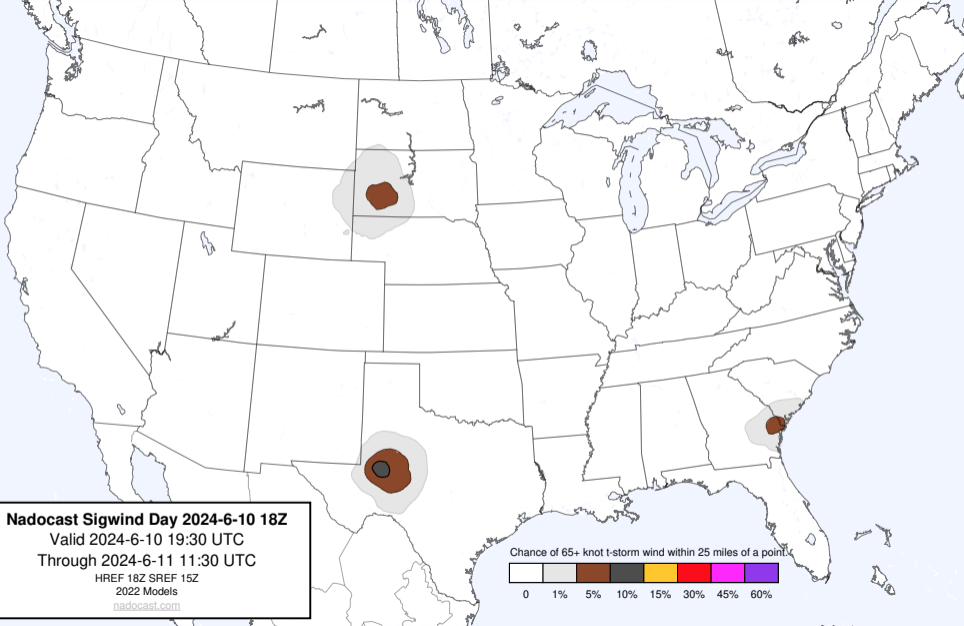 Nadocast Sigwind Day 2024-6-10 18Z
Valid 2024-6-10 19:30 UTC
Through 2024-6-11 11:30 UTC
HREF 18Z SREF 15Z
2022 Models
nadocast.com
Chance of 65+ knot t-storm wind within 25 miles of a point.
0 1% 5% 10% 15% 30% 45% 60%